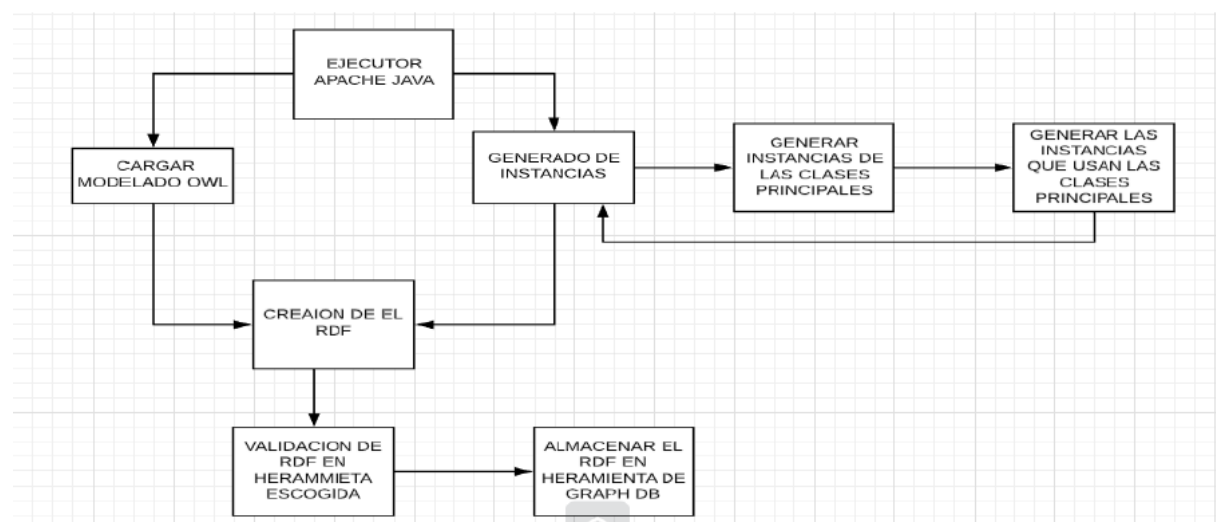 EJECUTOR
APACHE JAVA
CARGAR
MODELADO OWL
GENERADO DE
INSTANCIAS
GENERAR
INSTANCIAS DE
LAS CLASES
PRINCIPALES
GENERAR LAS
INSTANCIAS
QUE USAN LAS
CLASES
PRINCIPALES
CREAION DE EL
RDF
VALIDACION DE
RDF EN
HERAMMIETA
ESCOGIDA
ALMACENAR EL
RDF EN
HERAMIENTA DE
GRAPH DB